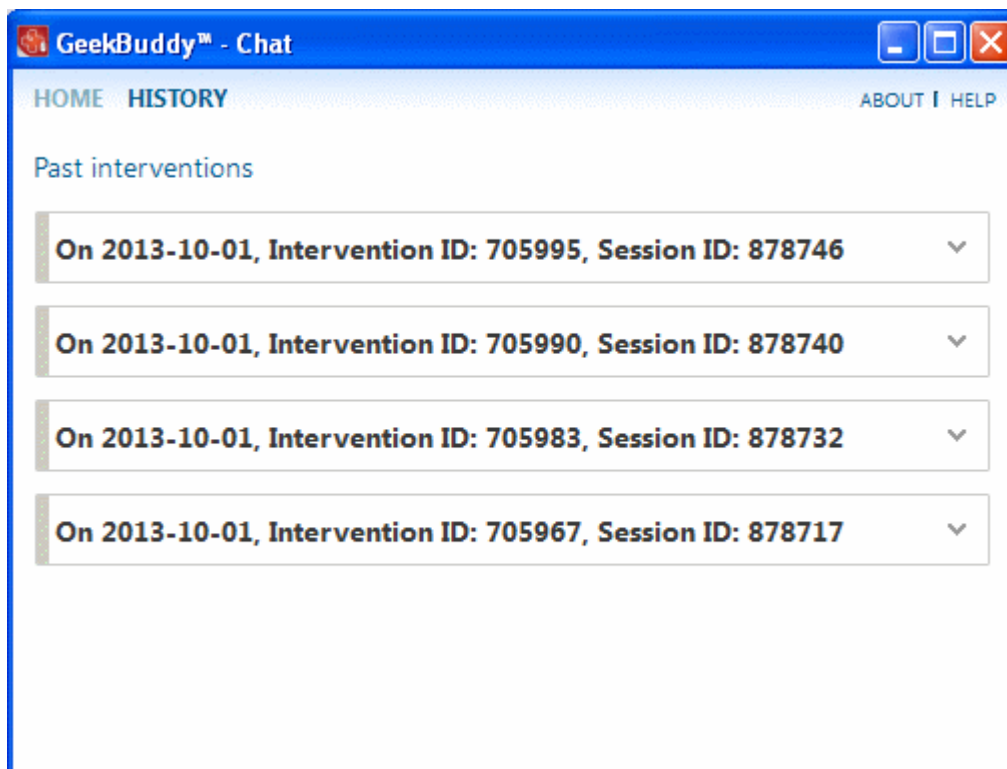 GeekBuddy™ - Chat
HOME HISTORY ABOUT | HELP
Past interventions
On 2013-10-01, Intervention ID: 705995, Session ID: 878746
On 2013-10-01, Intervention ID: 705990, Session ID: 878740
On 2013-10-01, Intervention ID: 705983, Session ID: 878732
On 2013-10-01, Intervention ID: 705967, Session ID: 878717